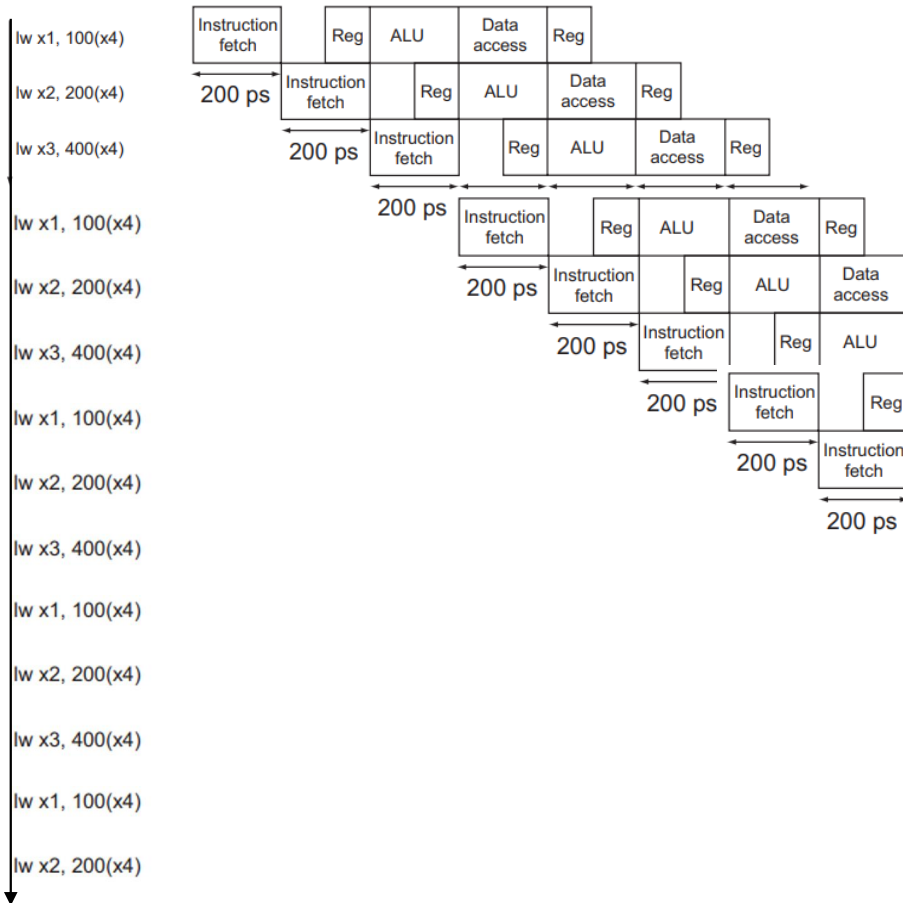 lw x1, 100(x4) Instruction fetch Reg ALU Data access Reg
200 ps
lw x2, 200(x4) Instruction fetch Reg ALU Data access Reg
200 ps
lw x3, 400(x4) Instruction fetch Reg ALU Data access Reg
200 ps
lw x1, 100(x4) Instruction fetch Reg ALU Data access Reg
200 ps
lw x2, 200(x4) Instruction fetch Reg ALU Data access
200 ps
lw x3, 400(x4) Instruction fetch Reg ALU
200 ps
lw x1, 100(x4) Instruction fetch Reg
200 ps
lw x2, 200(x4) Instruction fetch
200 ps
lw x3, 400(x4)
lw x1, 100(x4)
lw x2, 200(x4)
lw x3, 400(x4)
lw x1, 100(x4)
lw x2, 200(x4)